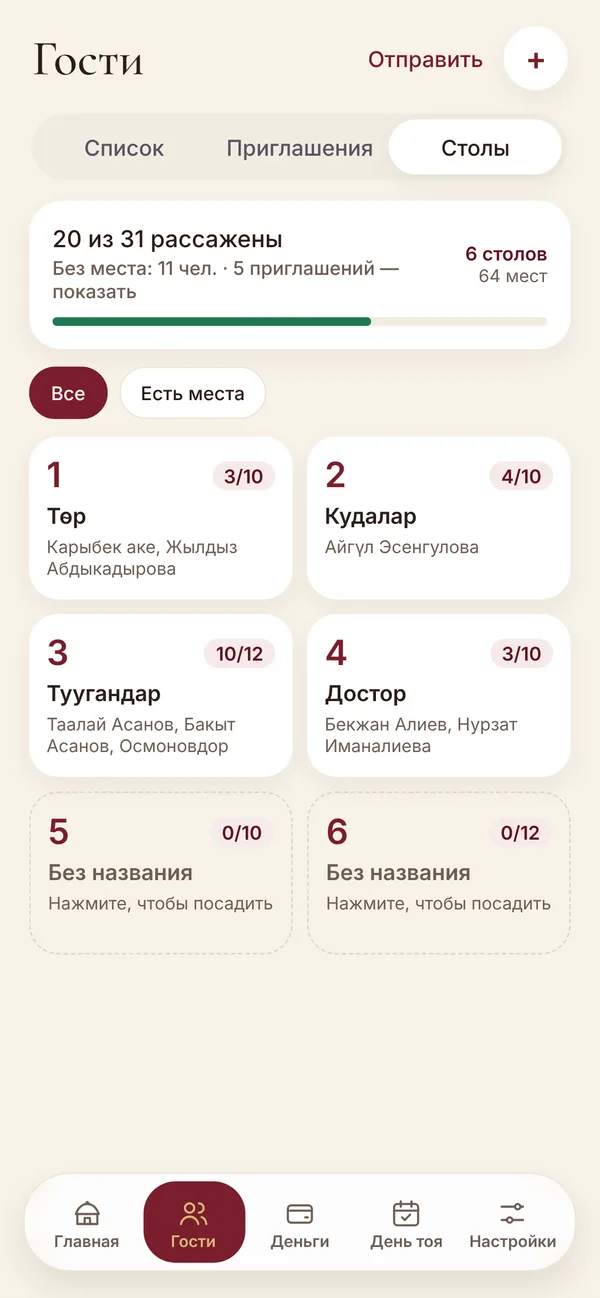 Гости
Отправить
+
Список
Приглашения
Столы
20 из 31 рассажены
Без места: 11 чел. · 5 приглашений —
показать
6 столов
64 мест
Все
Есть места
1
3/10
Төр
Карыбек аке, Жылдыз
Абдыкадырова
2
4/10
Кудалар
Айгүл Эсенгулова
3
10/12
Туугандар
Таалай Асанов, Бакыт
Асанов, Осмоновдор
4
3/10
Достор
Бекжан Алиев, Нурзат
Иманалиева
5
0/10
Без названия
Нажмите, чтобы посадить
6
0/12
Без названия
Нажмите, чтобы посадить
Главная
Гости
Деньги
День тоя
Настройки